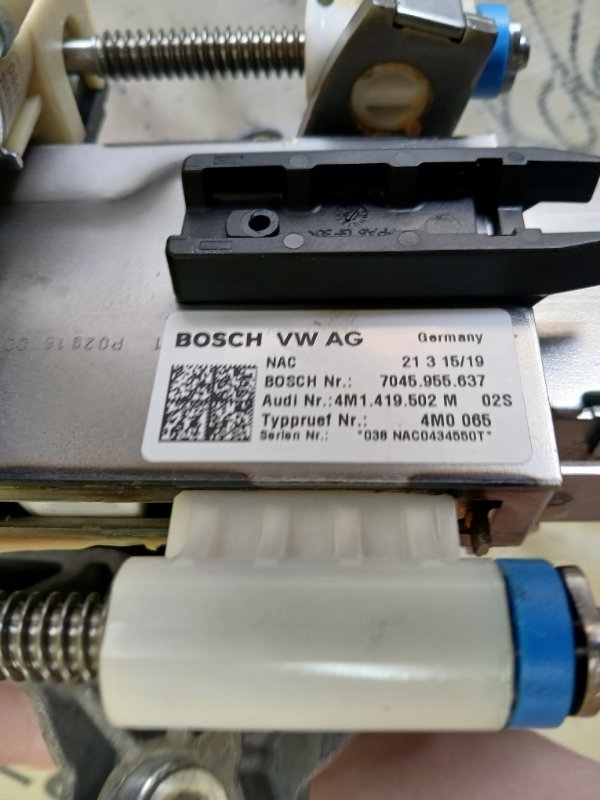 BOSCH VW AG Germany
NAC 21 3 15/19
BOSCH Nr.: 7045.955.637
Audi Nr.: 4M1.419.502 M 02S
Typpruef Nr.: 4M0 065
Serien Nr.: *038 NAC0434550T*